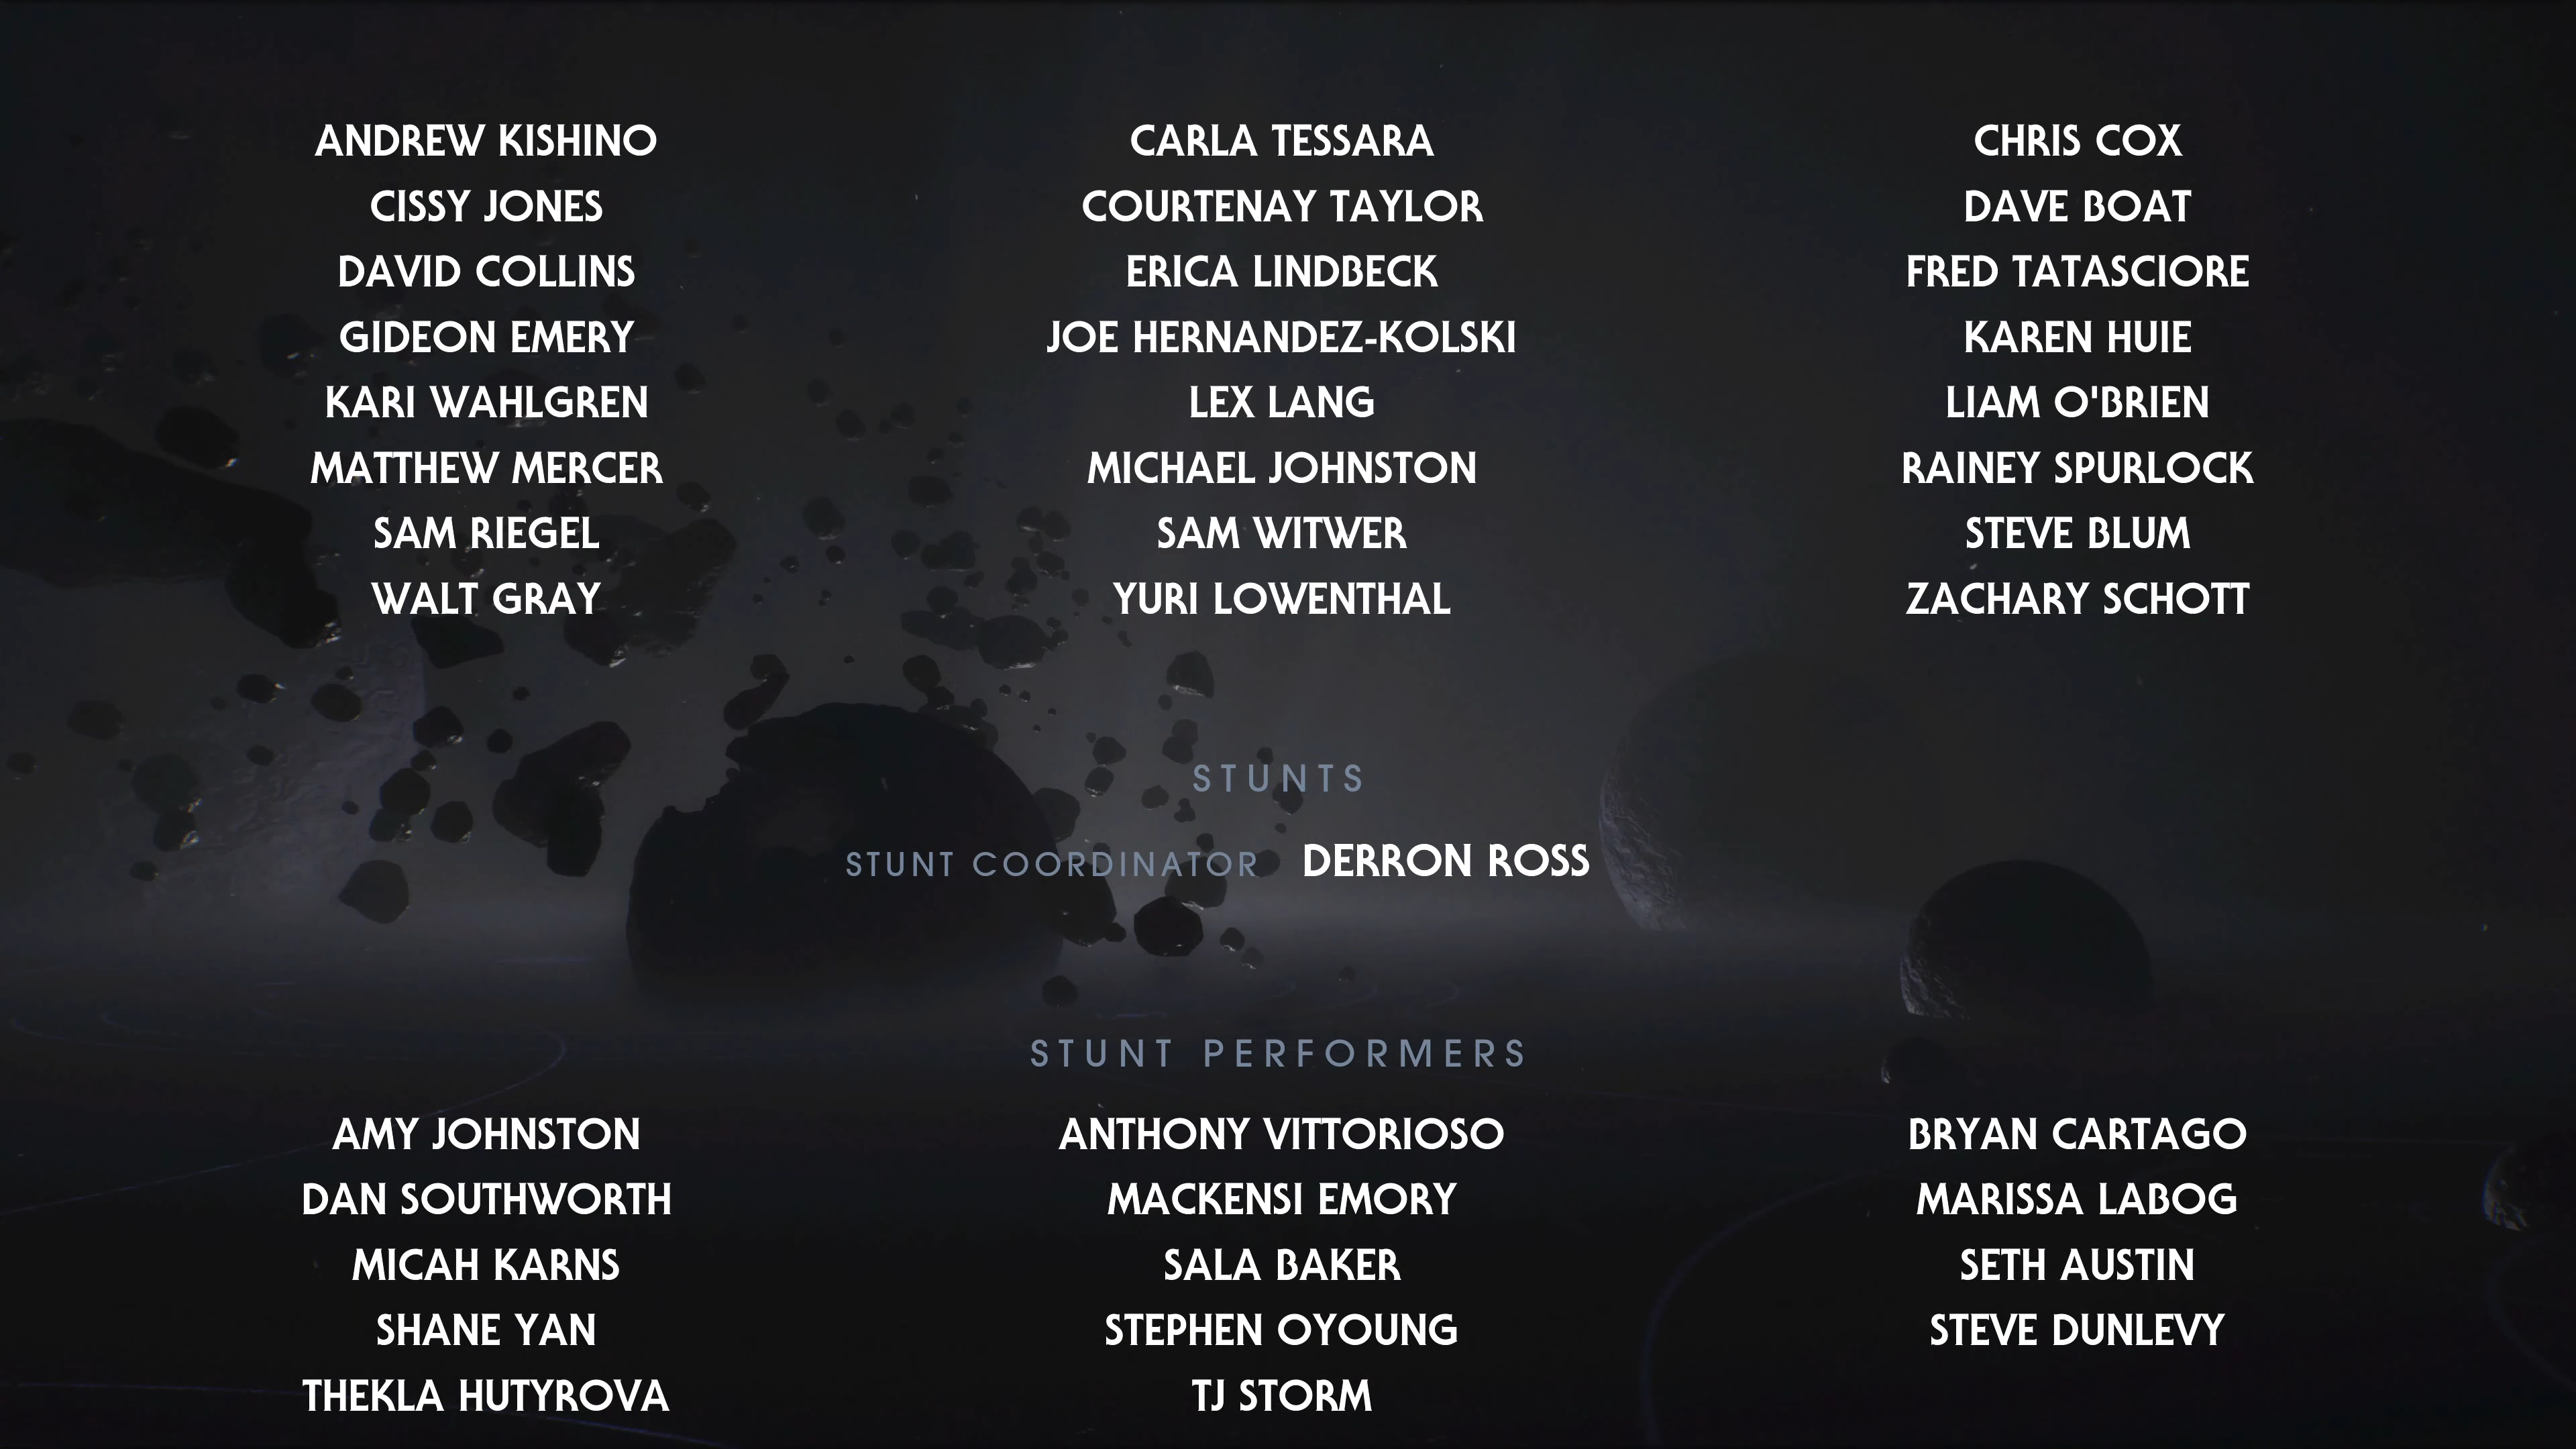 ANDREW KISHINO CARLA TESSARA CHRIS COX
CISSY JONES COURTENAY TAYLOR DAVE BOAT
DAVID COLLINS ERICA LINDBECK FRED TATASCIORE
GIDEON EMERY JOE HERNANDEZ-KOLSKI KAREN HUIE
KARI WAHLGREN LEX LANG LIAM O'BRIEN
MATTHEW MERCER MICHAEL JOHNSTON RAINEY SPURLOCK
SAM RIEGEL SAM WITWER STEVE BLUM
WALT GRAY YURI LOWENTHAL ZACHARY SCHOTT
STUNTS
STUNT COORDINATOR DERRON ROSS
STUNT PERFORMERS
AMY JOHNSTON ANTHONY VITTORIOSO BRYAN CARTAGO
DAN SOUTHWORTH MACKENSI EMORY MARISSA LABOG
MICAH KARNS SALA BAKER SETH AUSTIN
SHANE YAN STEPHEN OYOUNG STEVE DUNLEVY
THEKLA HUTYROVA TJ STORM